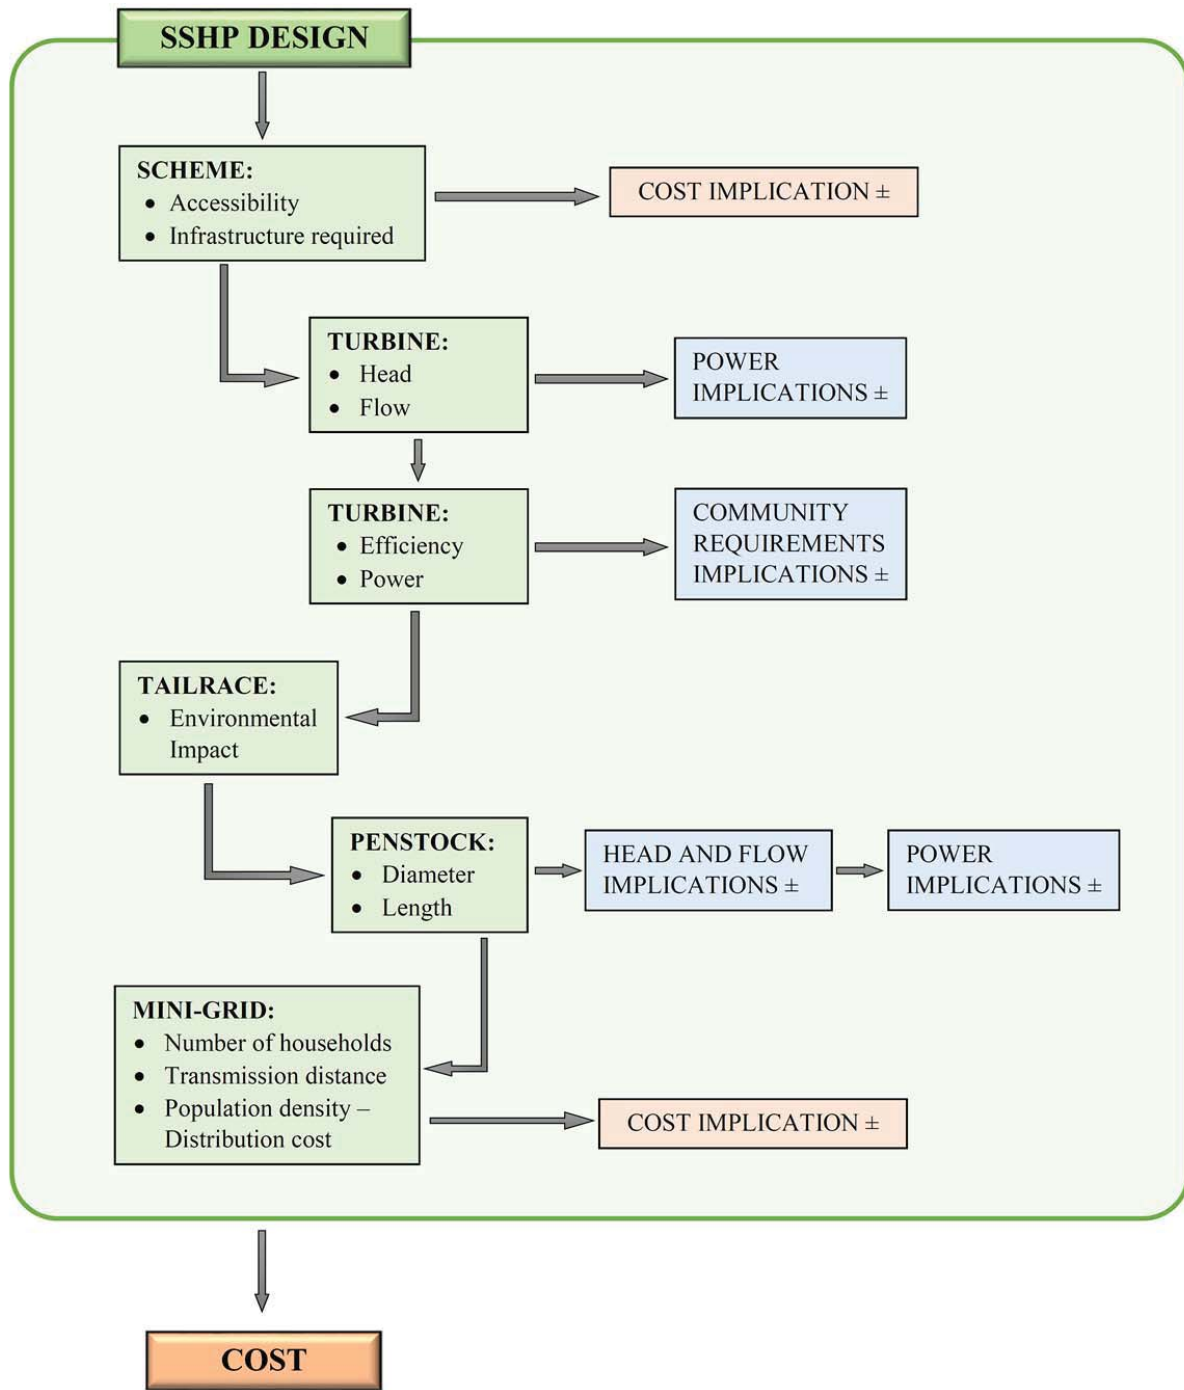 SSHP DESIGN
SCHEME:
• Accessibility
• Infrastructure required
COST IMPLICATION ±
TURBINE:
• Head
• Flow
POWER
IMPLICATIONS ±
TURBINE:
• Efficiency
• Power
COMMUNITY
REQUIREMENTS
IMPLICATIONS ±
TAILRACE:
• Environmental
Impact
PENSTOCK:
• Diameter
• Length
HEAD AND FLOW
IMPLICATIONS ±
POWER
IMPLICATIONS ±
MINI-GRID:
• Number of households
• Transmission distance
• Population density –
Distribution cost
COST IMPLICATION ±
COST